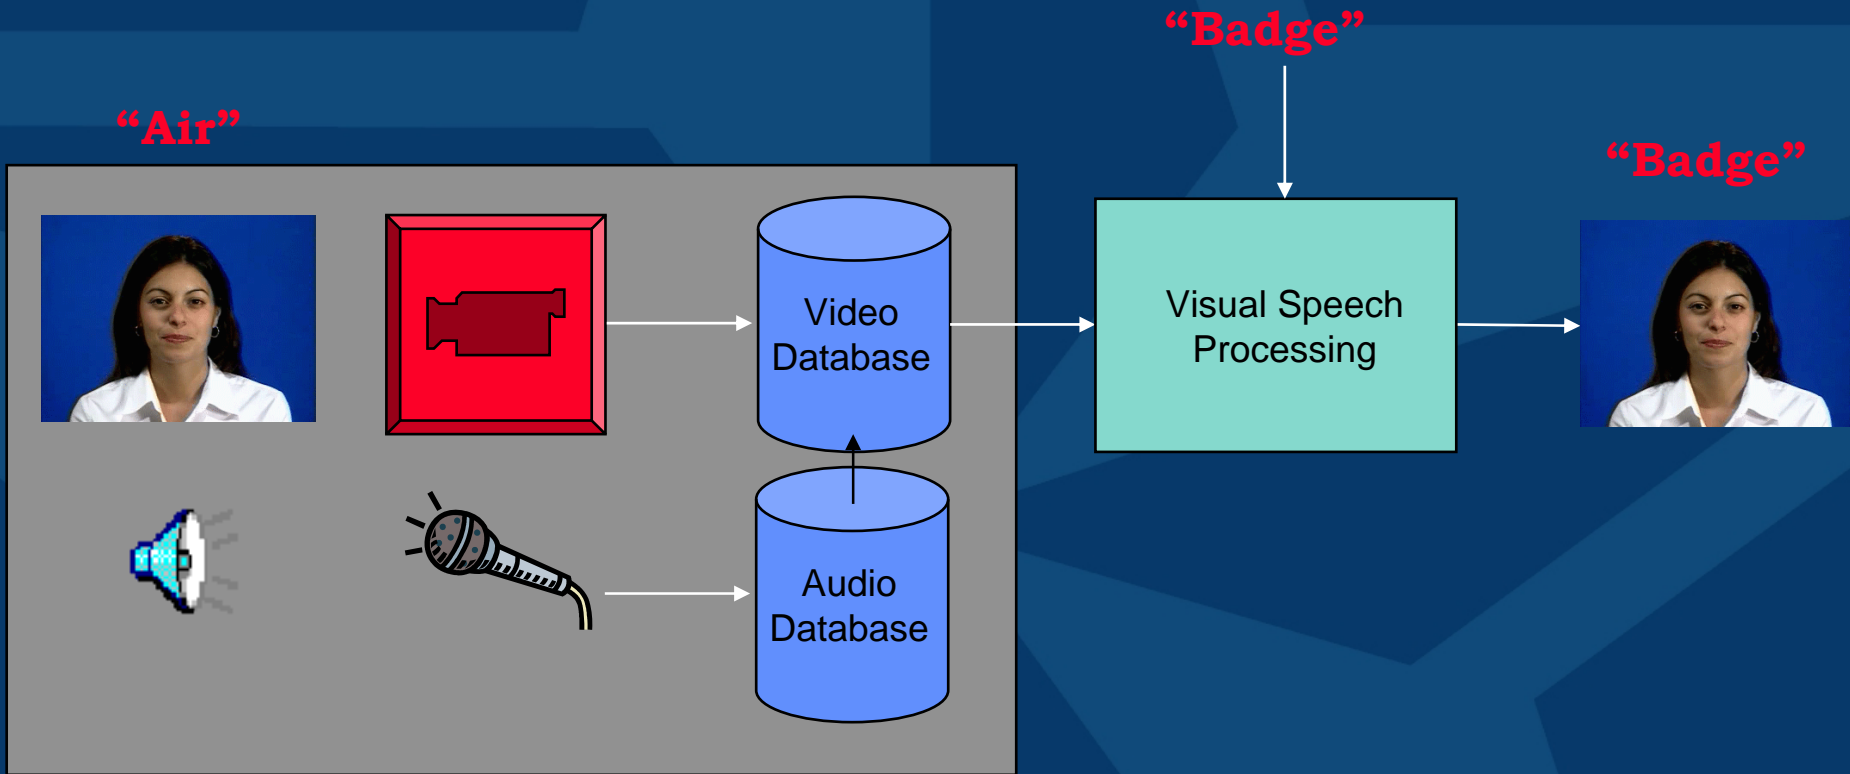 “Badge”
“Air”
“Badge”
Video
Database
Visual Speech
Processing
Audio
Database